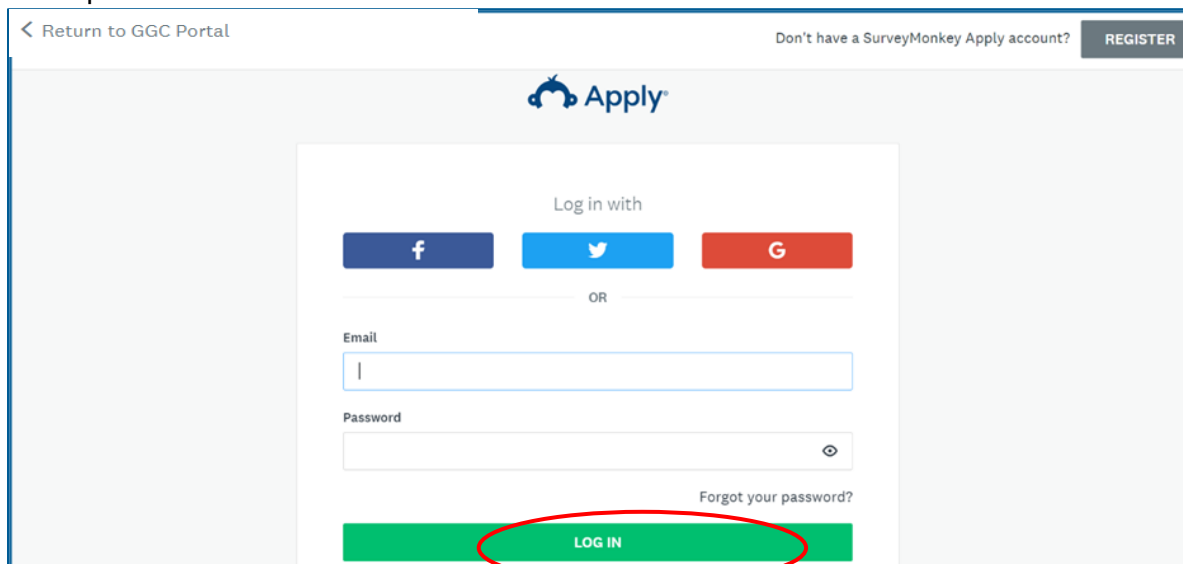 Return to GGC Portal
Don't have a SurveyMonkey Apply account? REGISTER
Apply
Log in with
OR
Email
Password
Forgot your password?
LOG IN